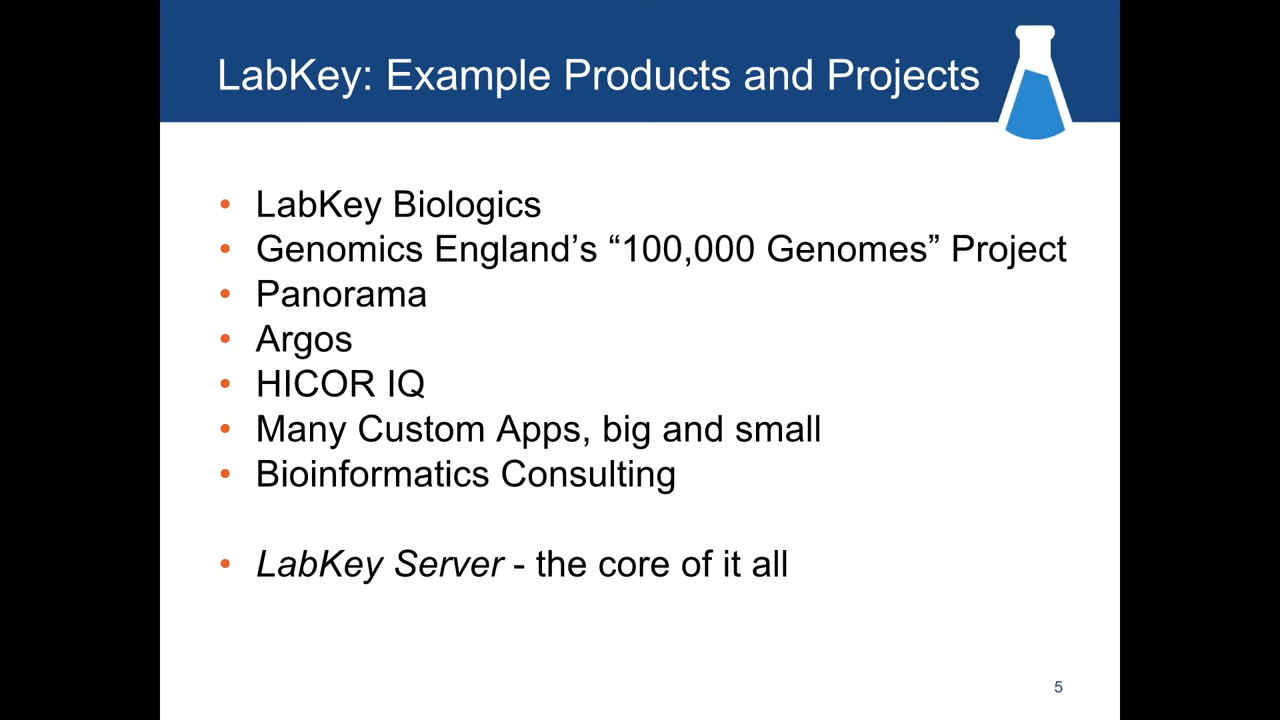 LabKey: Example Products and Projects
• LabKey Biologics
• Genomics England’s “100,000 Genomes” Project
• Panorama
• Argos
• HICOR IQ
• Many Custom Apps, big and small
• Bioinformatics Consulting
• LabKey Server - the core of it all
5